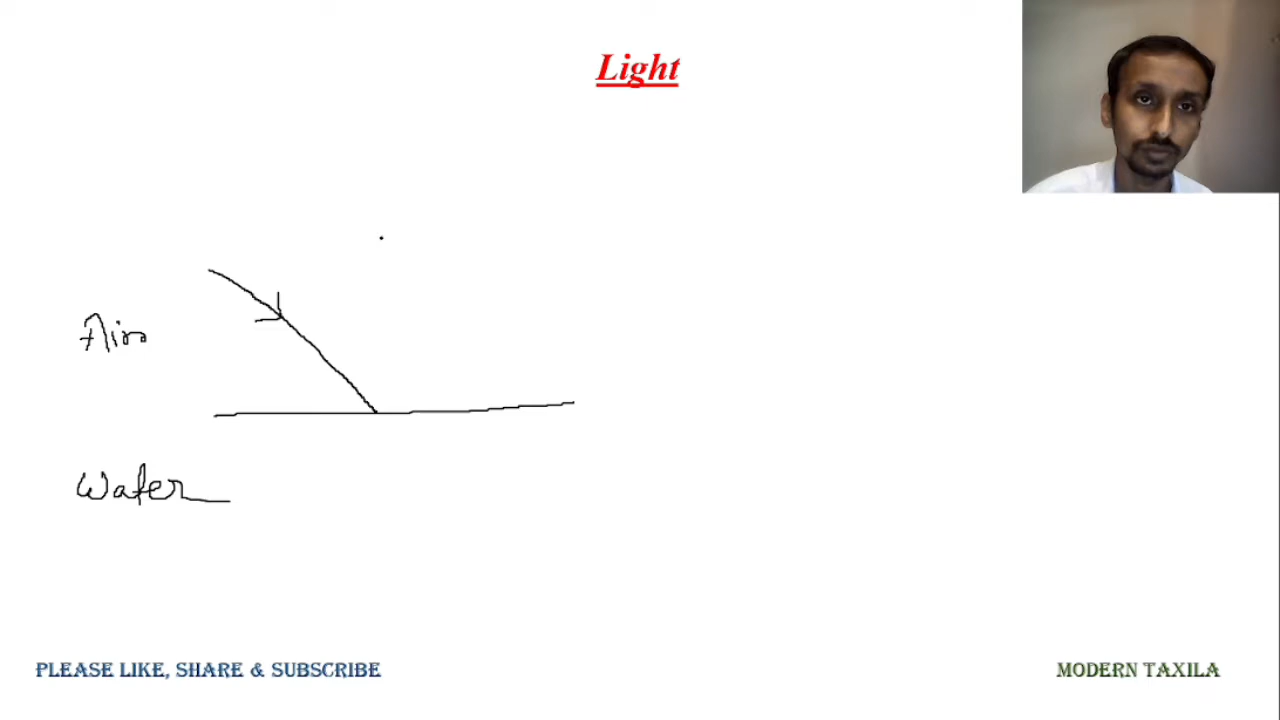 Light
Air
Water
PLEASE LIKE, SHARE & SUBSCRIBE
MODERN TAXILA